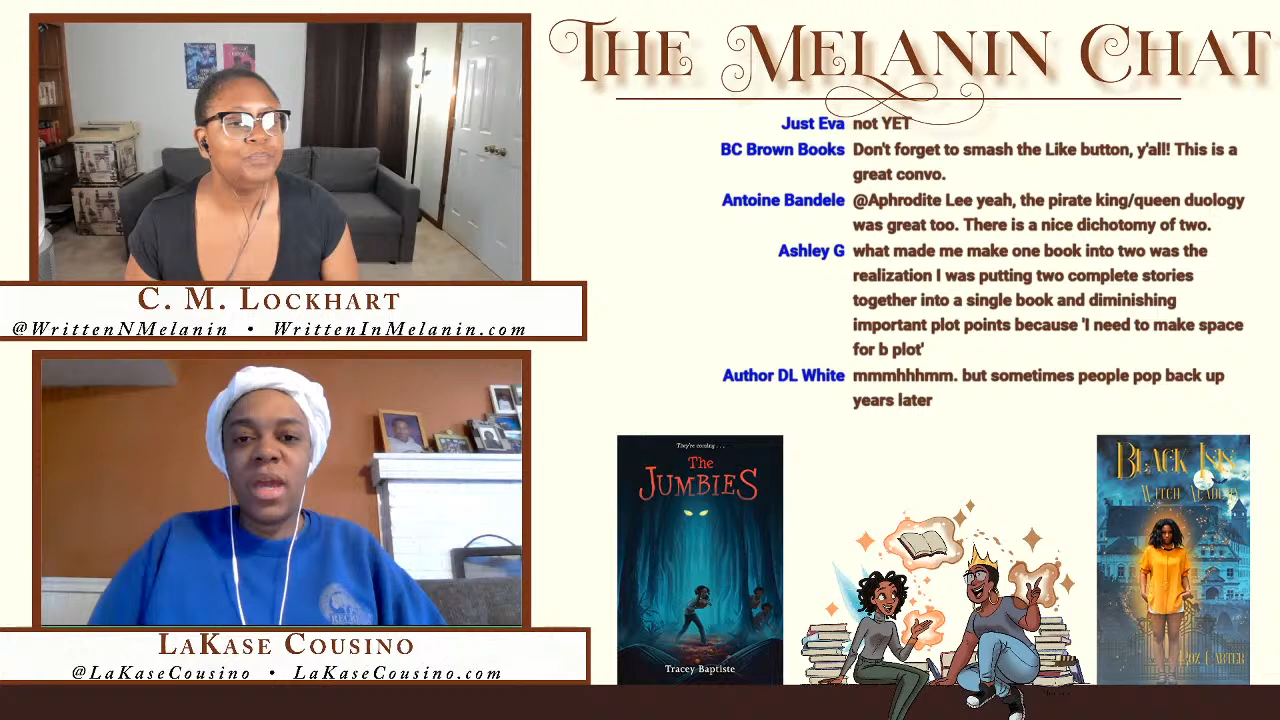 The Melanin Chat
C. M. Lockhart
@WrittenNMelanin • WrittenInMelanin.com
LaKase Cousino
@LaKaseCousino • LaKaseCousino.com
Just Eva not YET
BC Brown Books Don't forget to smash the Like button, y'all! This is a
great convo.
Antoine Bandele @Aphrodite Lee yeah, the pirate king/queen duology
was great too. There is a nice dichotomy of two.
Ashley G what made me make one book into two was the
realization I was putting two complete stories
together into a single book and diminishing
important plot points because 'I need to make space
for b plot'
Author DL White mmmhhhmm. but sometimes people pop back up
years later
They're coming . . .
The
Jumbies
Tracey Baptiste
Black Isis
Witch Academy
Carter